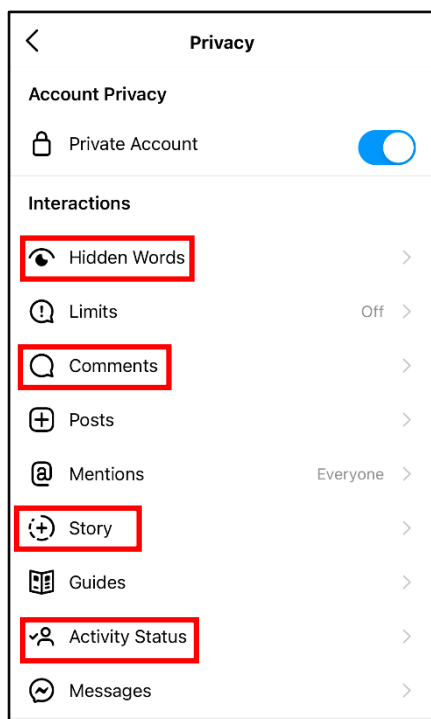 Privacy
Account Privacy
Private Account
Interactions
Hidden Words
Limits Off
Comments
Posts
Mentions Everyone
Story
Guides
Activity Status
Messages